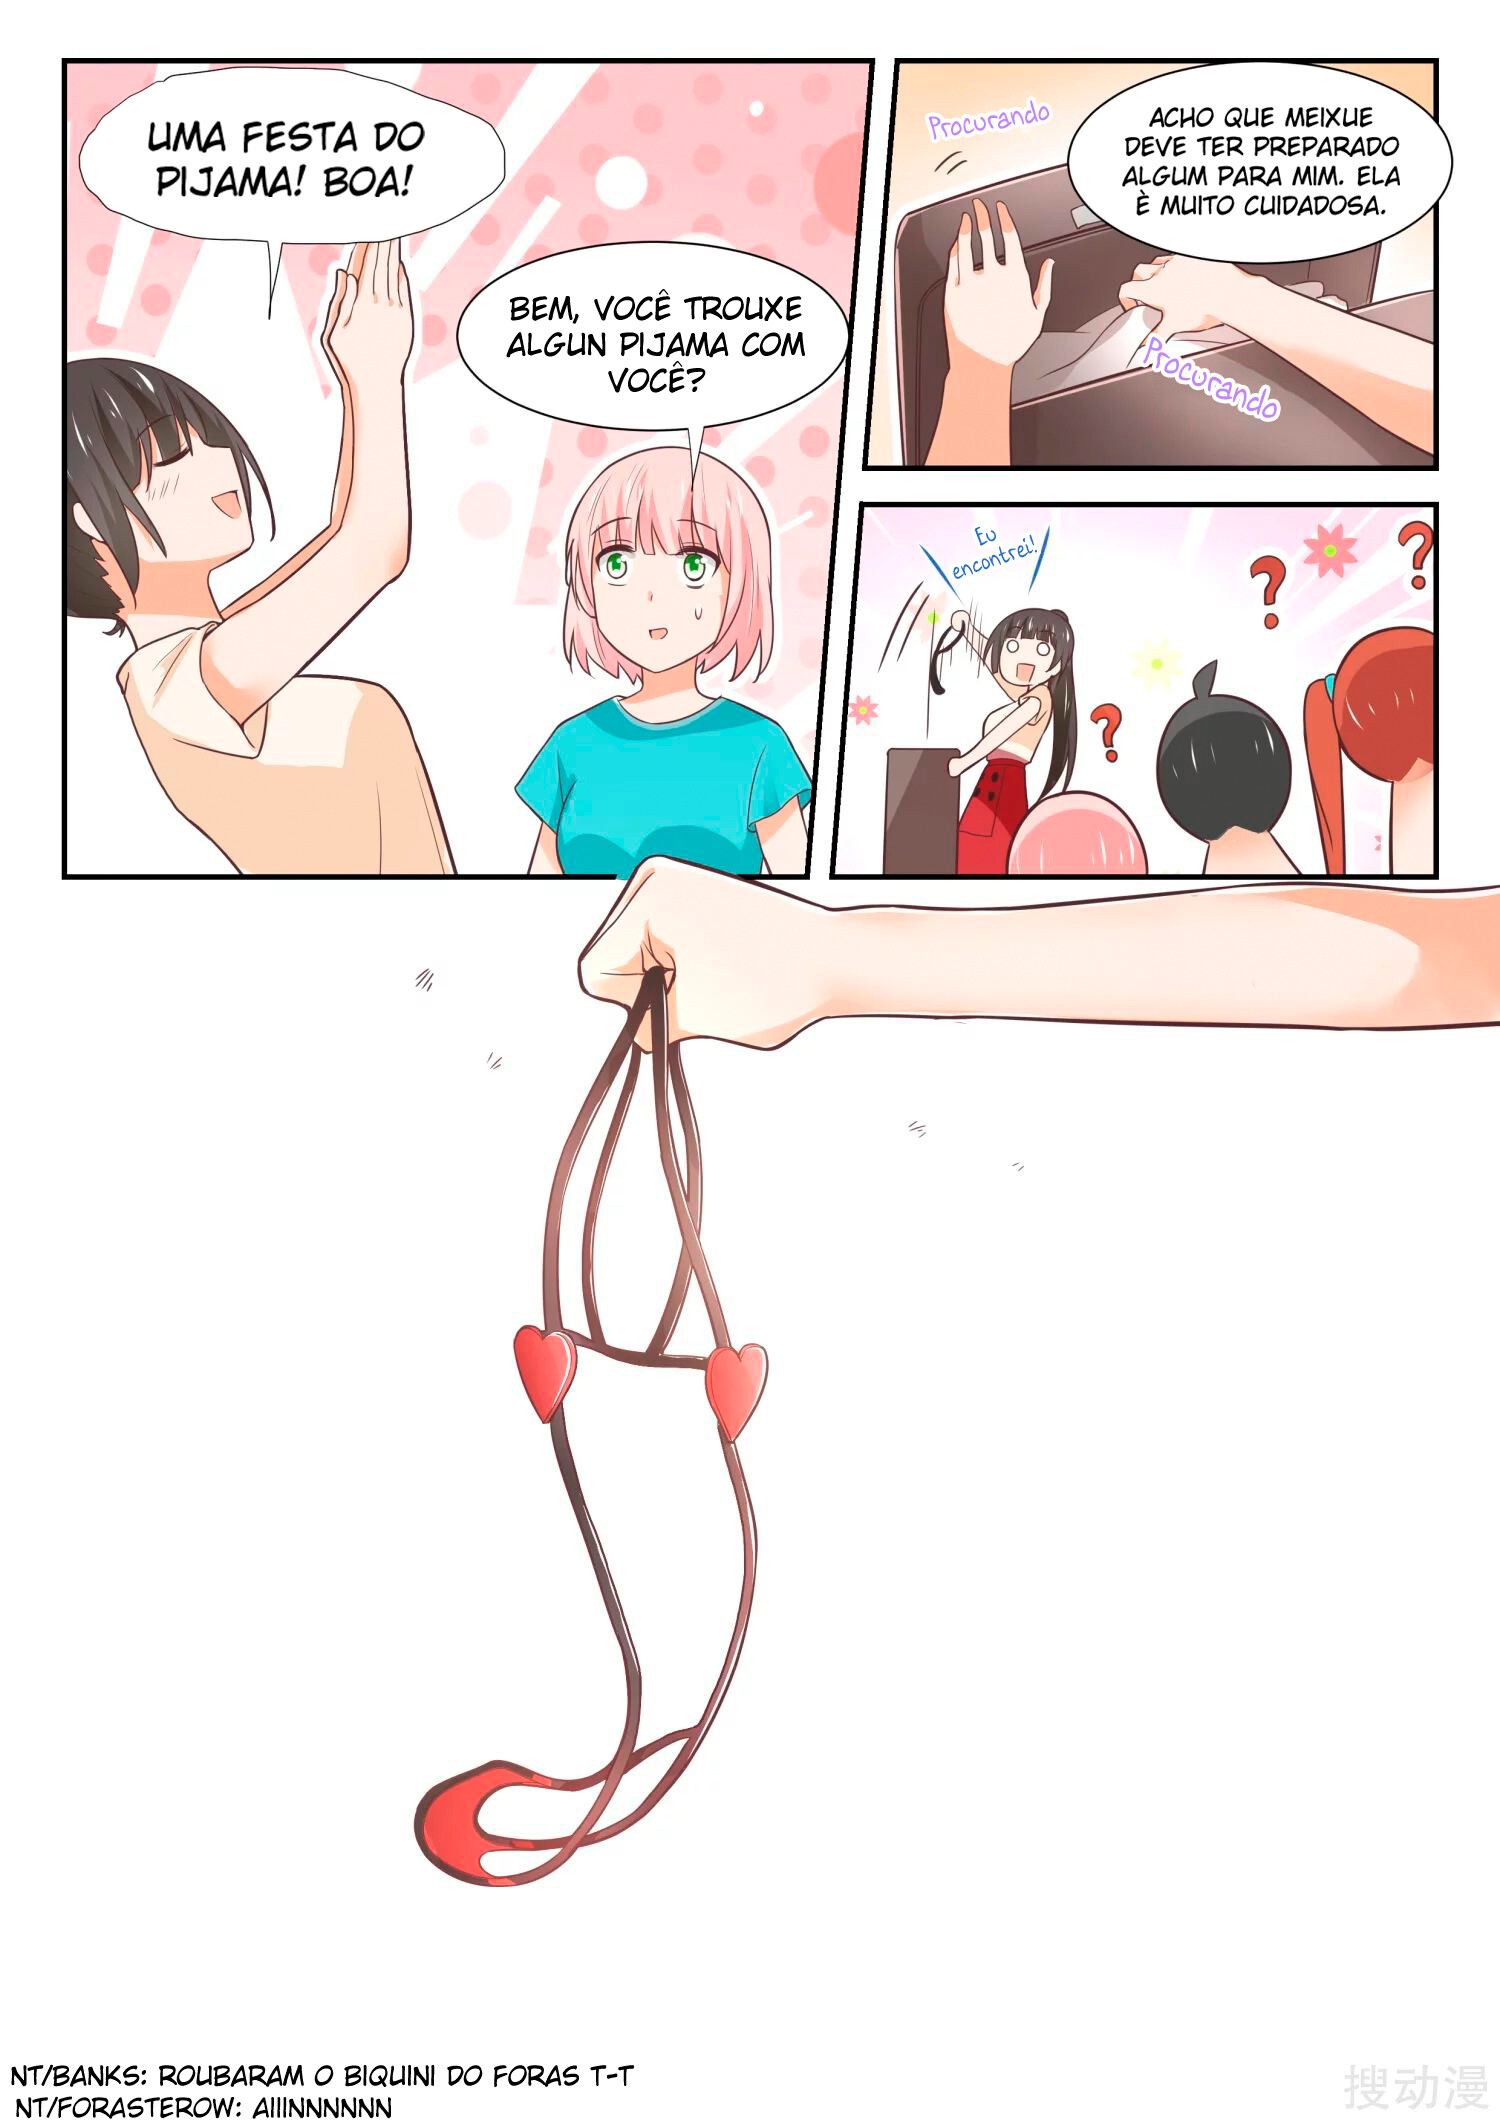 UMA FESTA DO
PIJAMA! BOA!
BEM, VOCÊ TROUXE
ALGUN PIJAMA COM
VOCÊ?
Procurando
ACHO QUE MEIXUE
DEVE TER PREPARADO
ALGUM PARA MIM. ELA
È MUITO CUIDADOSA.
Procurando
Eu
encontrei!
?
?
?
NT/BANKS: ROUBARAM O BIQUINI DO FORAS T-T
NT/FORASTEROW: AIIINNNNNN
搜动漫